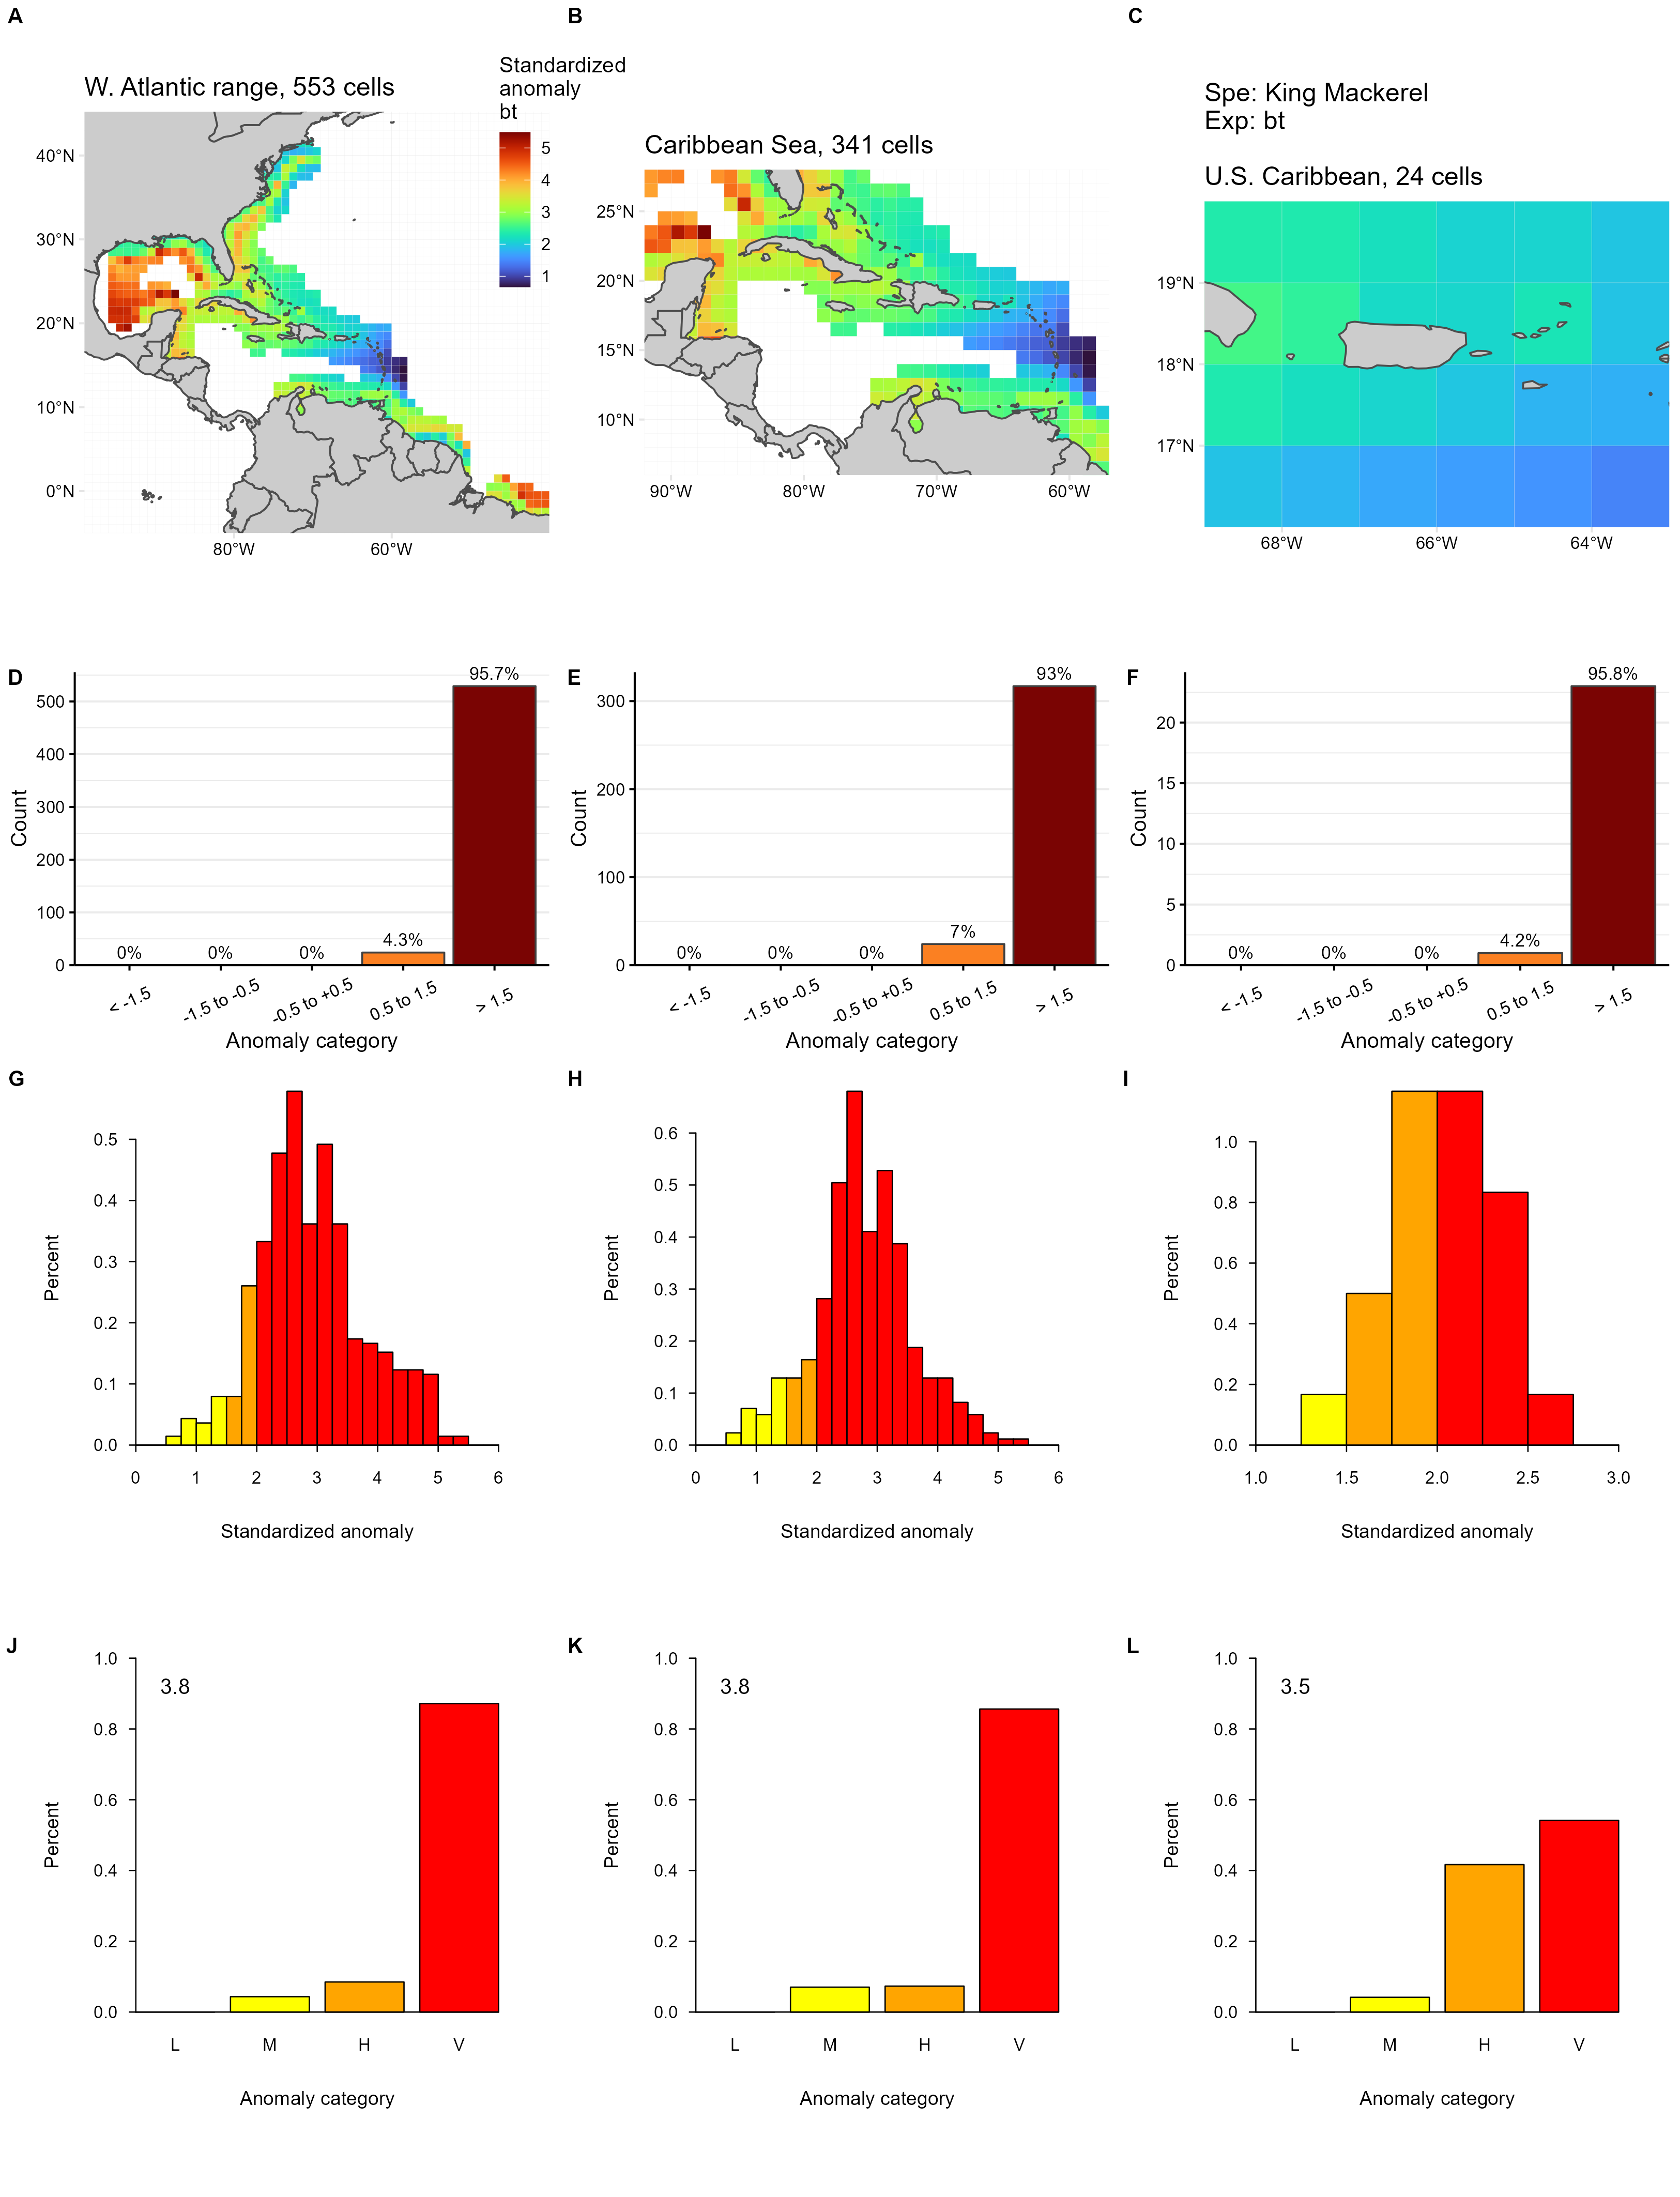 A
B
C
W. Atlantic range, 553 cells
Standardized
anomaly
bt
5
4
3
2
1
40°N
30°N
20°N
10°N
0°N
80°W
60°W
Caribbean Sea, 341 cells
25°N
20°N
15°N
10°N
90°W
80°W
70°W
60°W
Spe: King Mackerel
Exp: bt
U.S. Caribbean, 24 cells
19°N
18°N
17°N
68°W
66°W
64°W
D
Count
500
400
300
200
100
0
0%
0%
0%
4.3%
95.7%
< -1.5
-1.5 to -0.5
-0.5 to +0.5
0.5 to 1.5
> 1.5
Anomaly category
E
Count
300
200
100
0
0%
0%
0%
7%
93%
< -1.5
-1.5 to -0.5
-0.5 to +0.5
0.5 to 1.5
> 1.5
Anomaly category
F
Count
20
15
10
5
0
0%
0%
0%
4.2%
95.8%
< -1.5
-1.5 to -0.5
-0.5 to +0.5
0.5 to 1.5
> 1.5
Anomaly category
G
Percent
0.5
0.4
0.3
0.2
0.1
0.0
0 1 2 3 4 5 6
Standardized anomaly
H
Percent
0.6
0.5
0.4
0.3
0.2
0.1
0.0
0 1 2 3 4 5 6
Standardized anomaly
I
Percent
1.0
0.8
0.6
0.4
0.2
0.0
1.0 1.5 2.0 2.5 3.0
Standardized anomaly
J
3.8
Percent
1.0
0.8
0.6
0.4
0.2
0.0
L M H V
Anomaly category
K
3.8
Percent
1.0
0.8
0.6
0.4
0.2
0.0
L M H V
Anomaly category
L
3.5
Percent
1.0
0.8
0.6
0.4
0.2
0.0
L M H V
Anomaly category